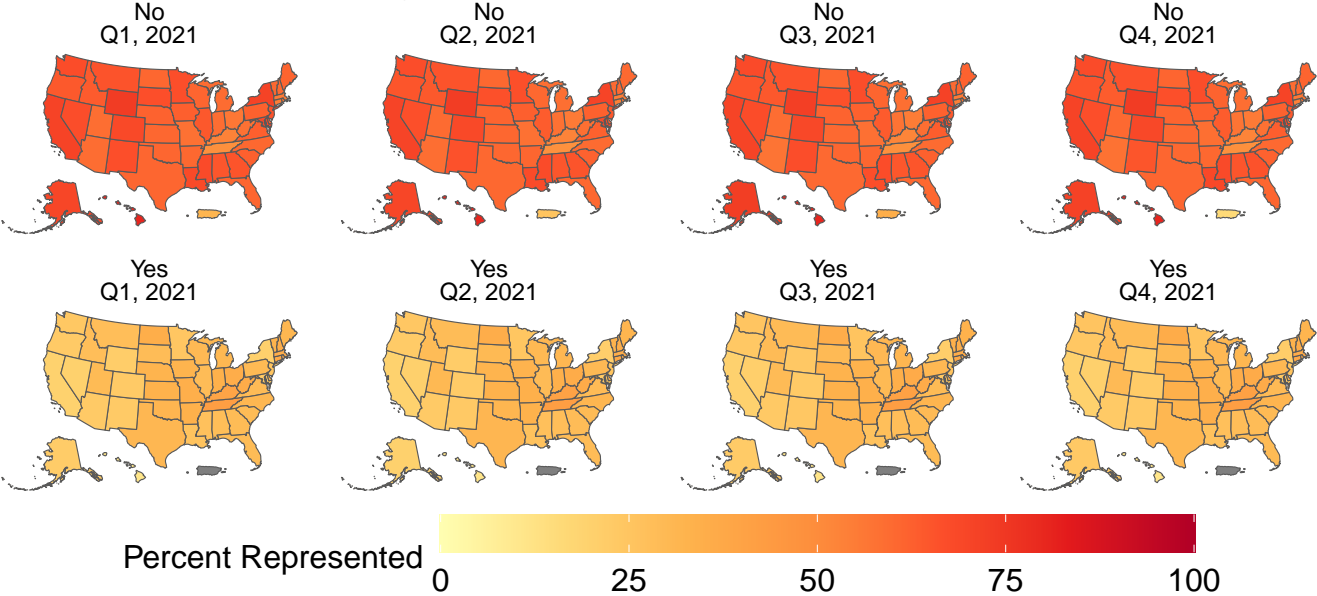 No
Q1, 2021
No
Q2, 2021
No
Q3, 2021
No
Q4, 2021
Yes
Q1, 2021
Yes
Q2, 2021
Yes
Q3, 2021
Yes
Q4, 2021
Percent Represented
0 25 50 75 100